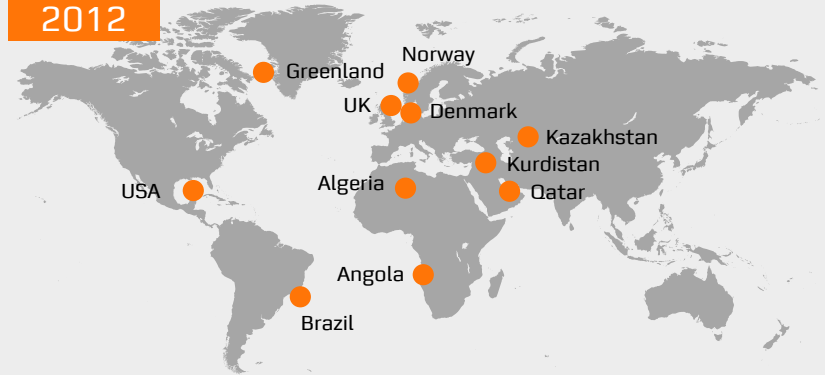 2012
Norway
Greenland
UK
Denmark
Kazakhstan
Kurdistan
USA
Algeria
Qatar
Angola
Brazil